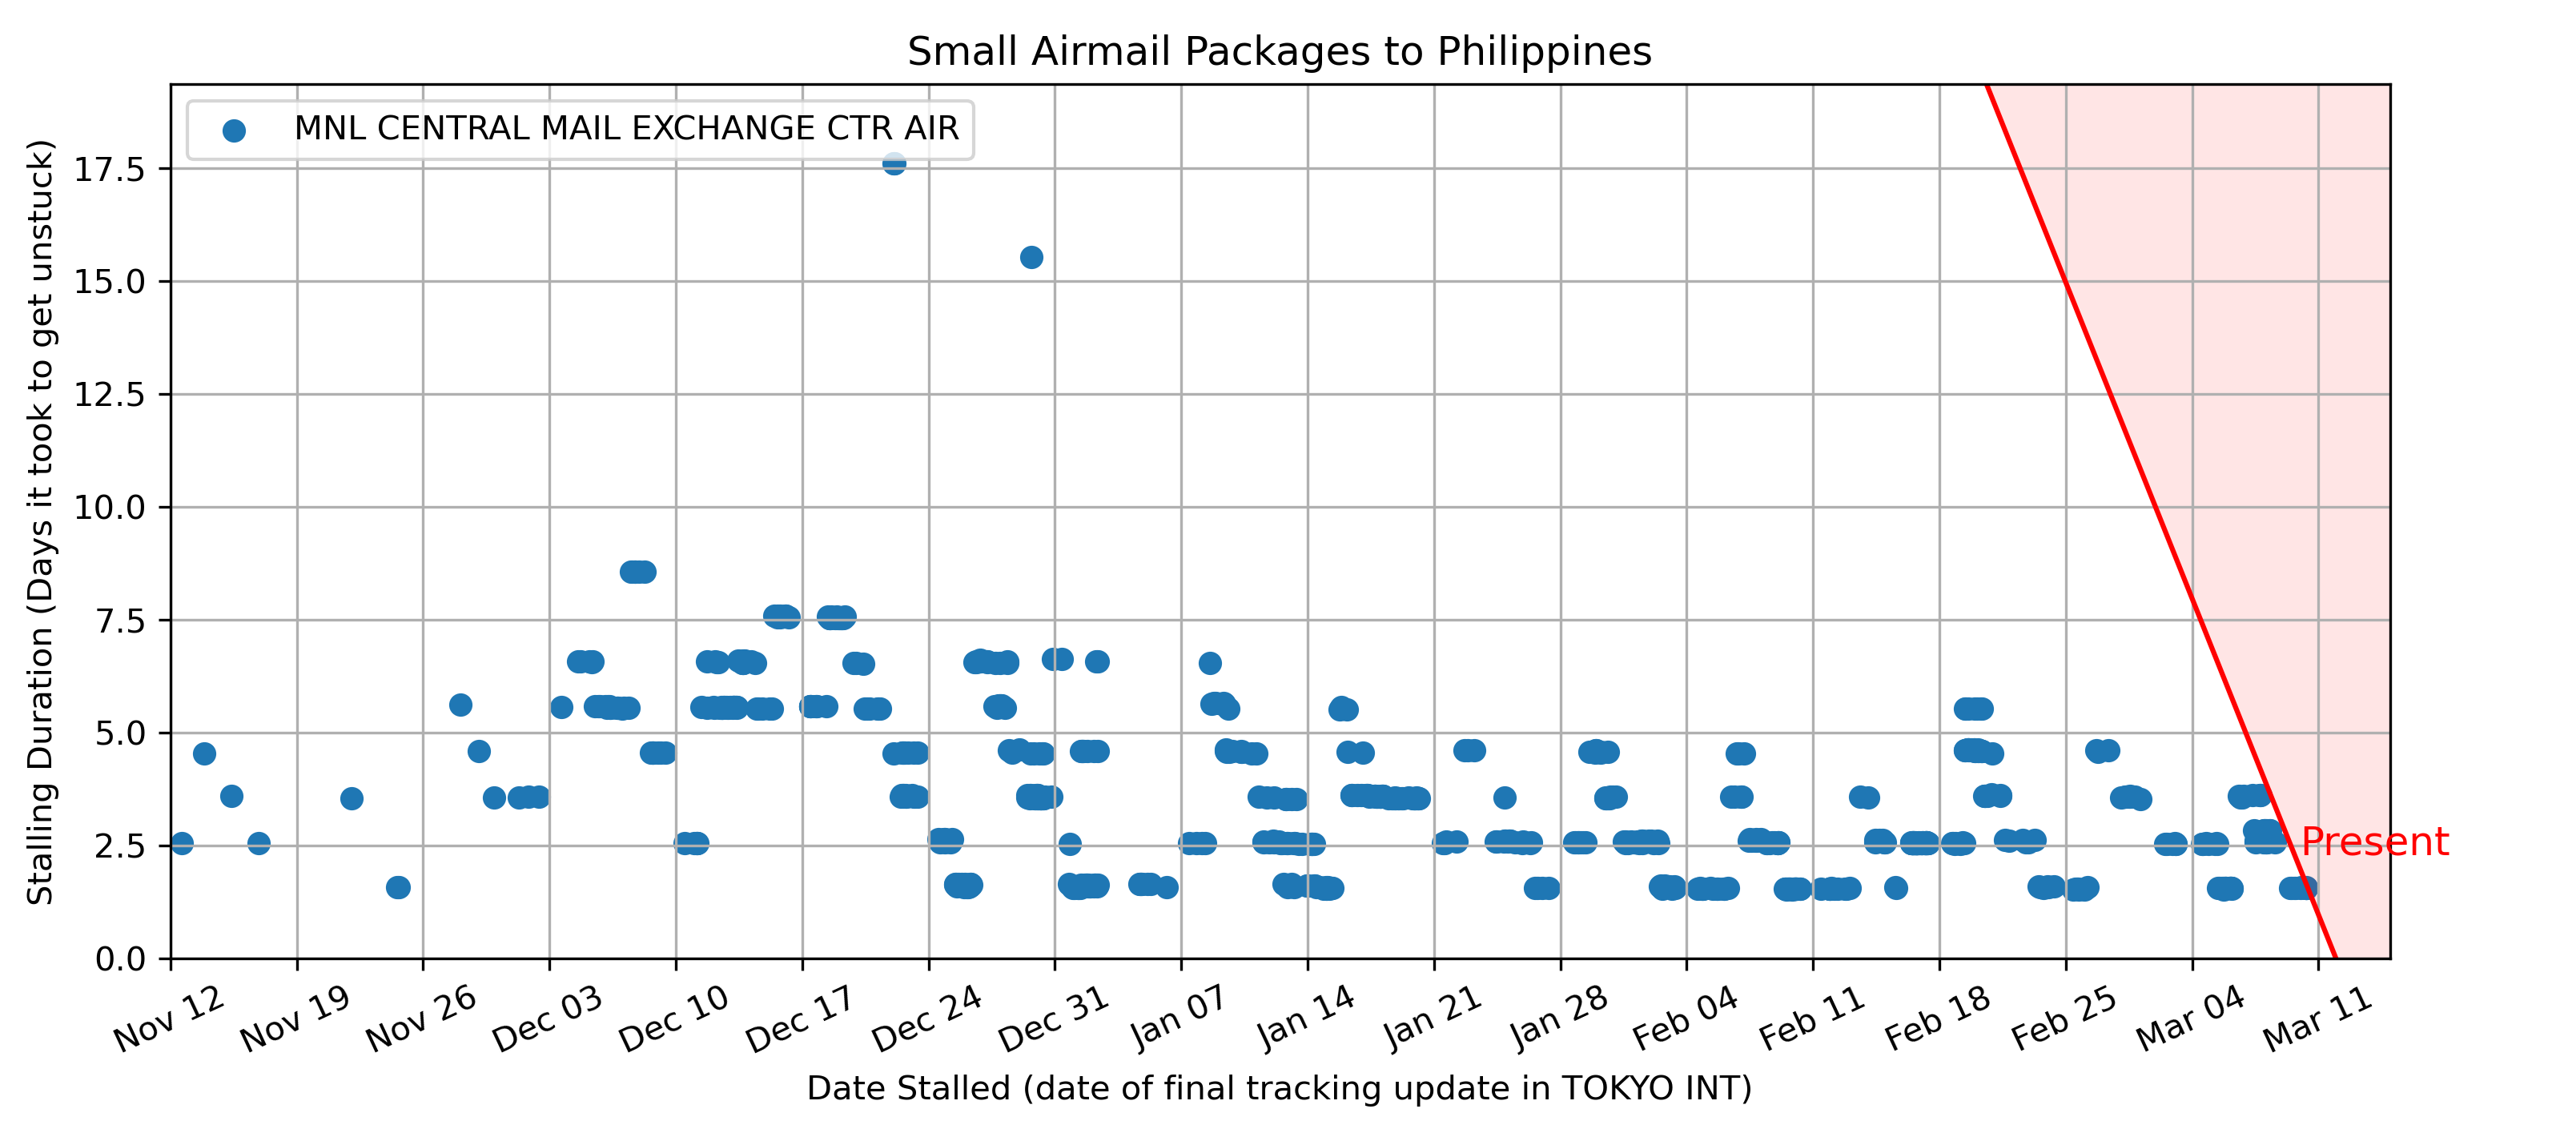 Small Airmail Packages to Philippines
MNL CENTRAL MAIL EXCHANGE CTR AIR
Stalling Duration (Days it took to get unstuck)
17.5
15.0
12.5
10.0
7.5
5.0
2.5
0.0
Present
Nov 12
Nov 19
Nov 26
Dec 03
Dec 10
Dec 17
Dec 24
Dec 31
Jan 07
Jan 14
Jan 21
Jan 28
Feb 04
Feb 11
Feb 18
Feb 25
Mar 04
Mar 11
Date Stalled (date of final tracking update in TOKYO INT)